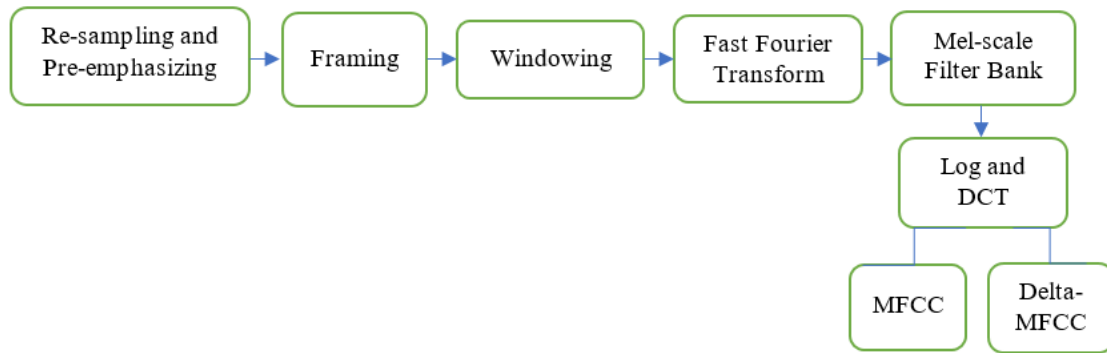 Re-sampling and
Pre-emphasizing
Framing
Windowing
Fast Fourier
Transform
Mel-scale
Filter Bank
Log and
DCT
MFCC
Delta-
MFCC